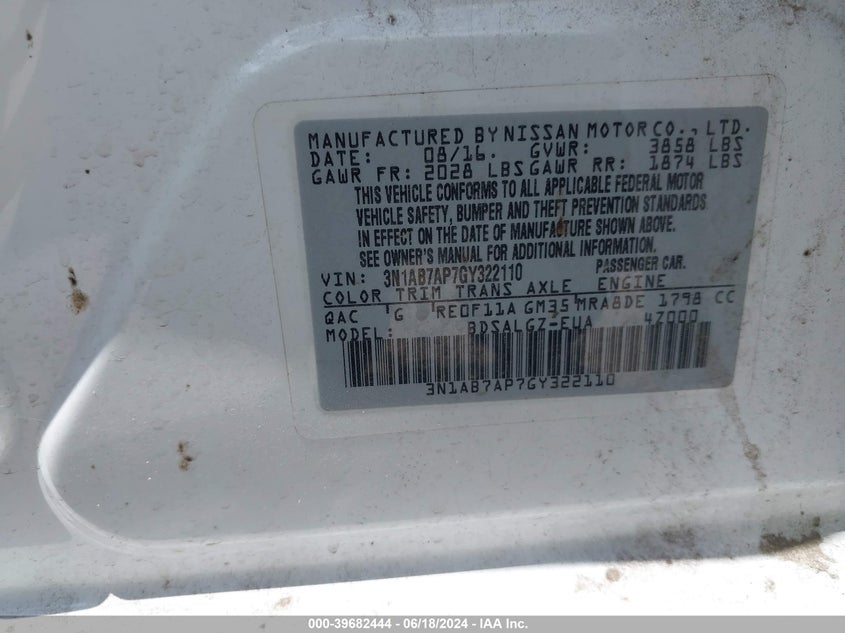 MANUFACTURED BY NISSAN MOTOR CO., LTD.
DATE: 08/16. GVWR: 3858 LBS
GAWR FR: 2028 LBS GAWR RR: 1874 LBS
THIS VEHICLE CONFORMS TO ALL APPLICABLE FEDERAL MOTOR
VEHICLE SAFETY, BUMPER AND THEFT PREVENTION STANDARDS
IN EFFECT ON THE DATE OF MANUFACTURE SHOWN ABOVE.
SEE OWNER'S MANUAL FOR ADDITIONAL INFORMATION.
VIN: 3N1AB7AP7GY322110 PASSENGER CAR.
COLOR TRIM TRANS AXLE ENGINE
QAC G RE0F11A GM35 MRA8DE 1798 CC
MODEL: BDSALGZ-EUA 4Z000
3N1AB7AP7GY322110
000-39682444 | 06/18/2024 | IAAI.com